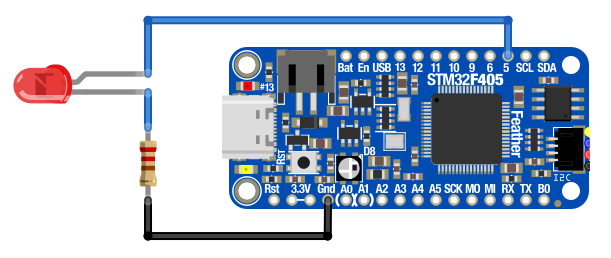 Bat En USB 13 12 11 10 9 6 5 SCL SDA
#13
STM32F405
Feather
RST
D8
I2C
Rst 3.3V Gnd A0 A1 A2 A3 A4 A5 SCK MO MI RX TX B0